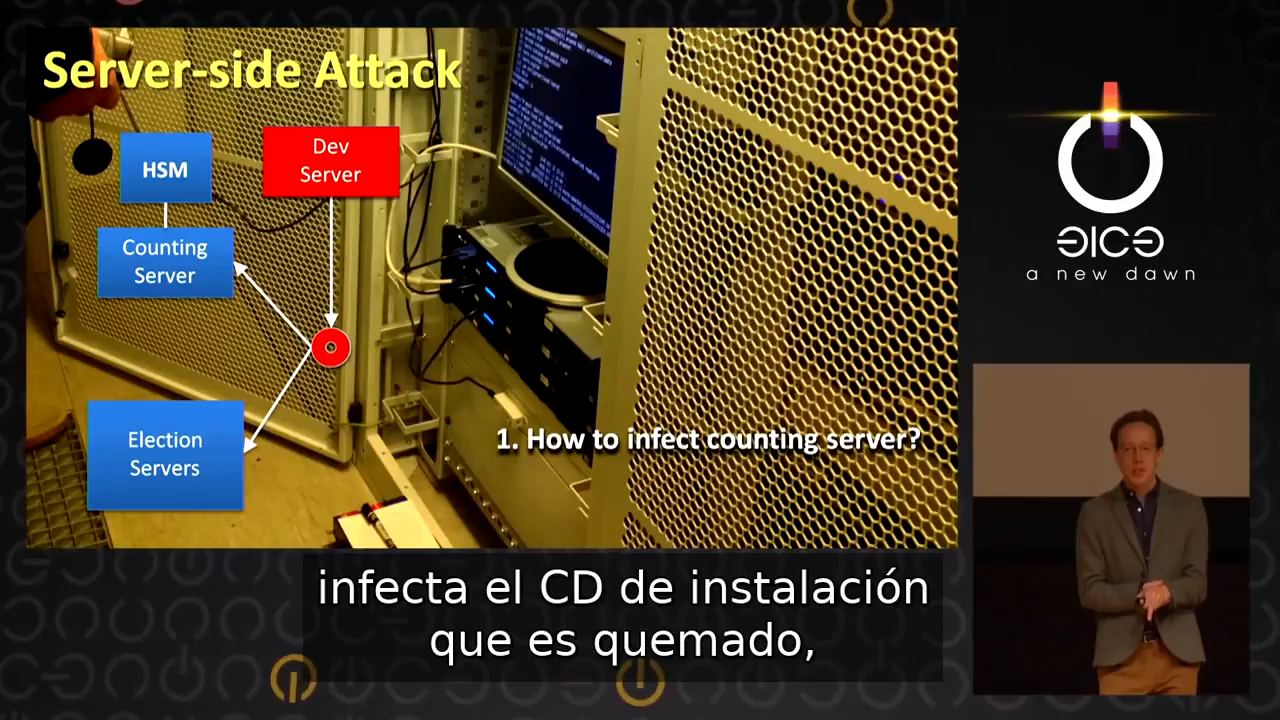 Server-side Attack
HSM
Dev
Server
Counting
Server
Election
Servers
1. How to infect counting server?
a new dawn
infecta el CD de instalación
que es quemado,